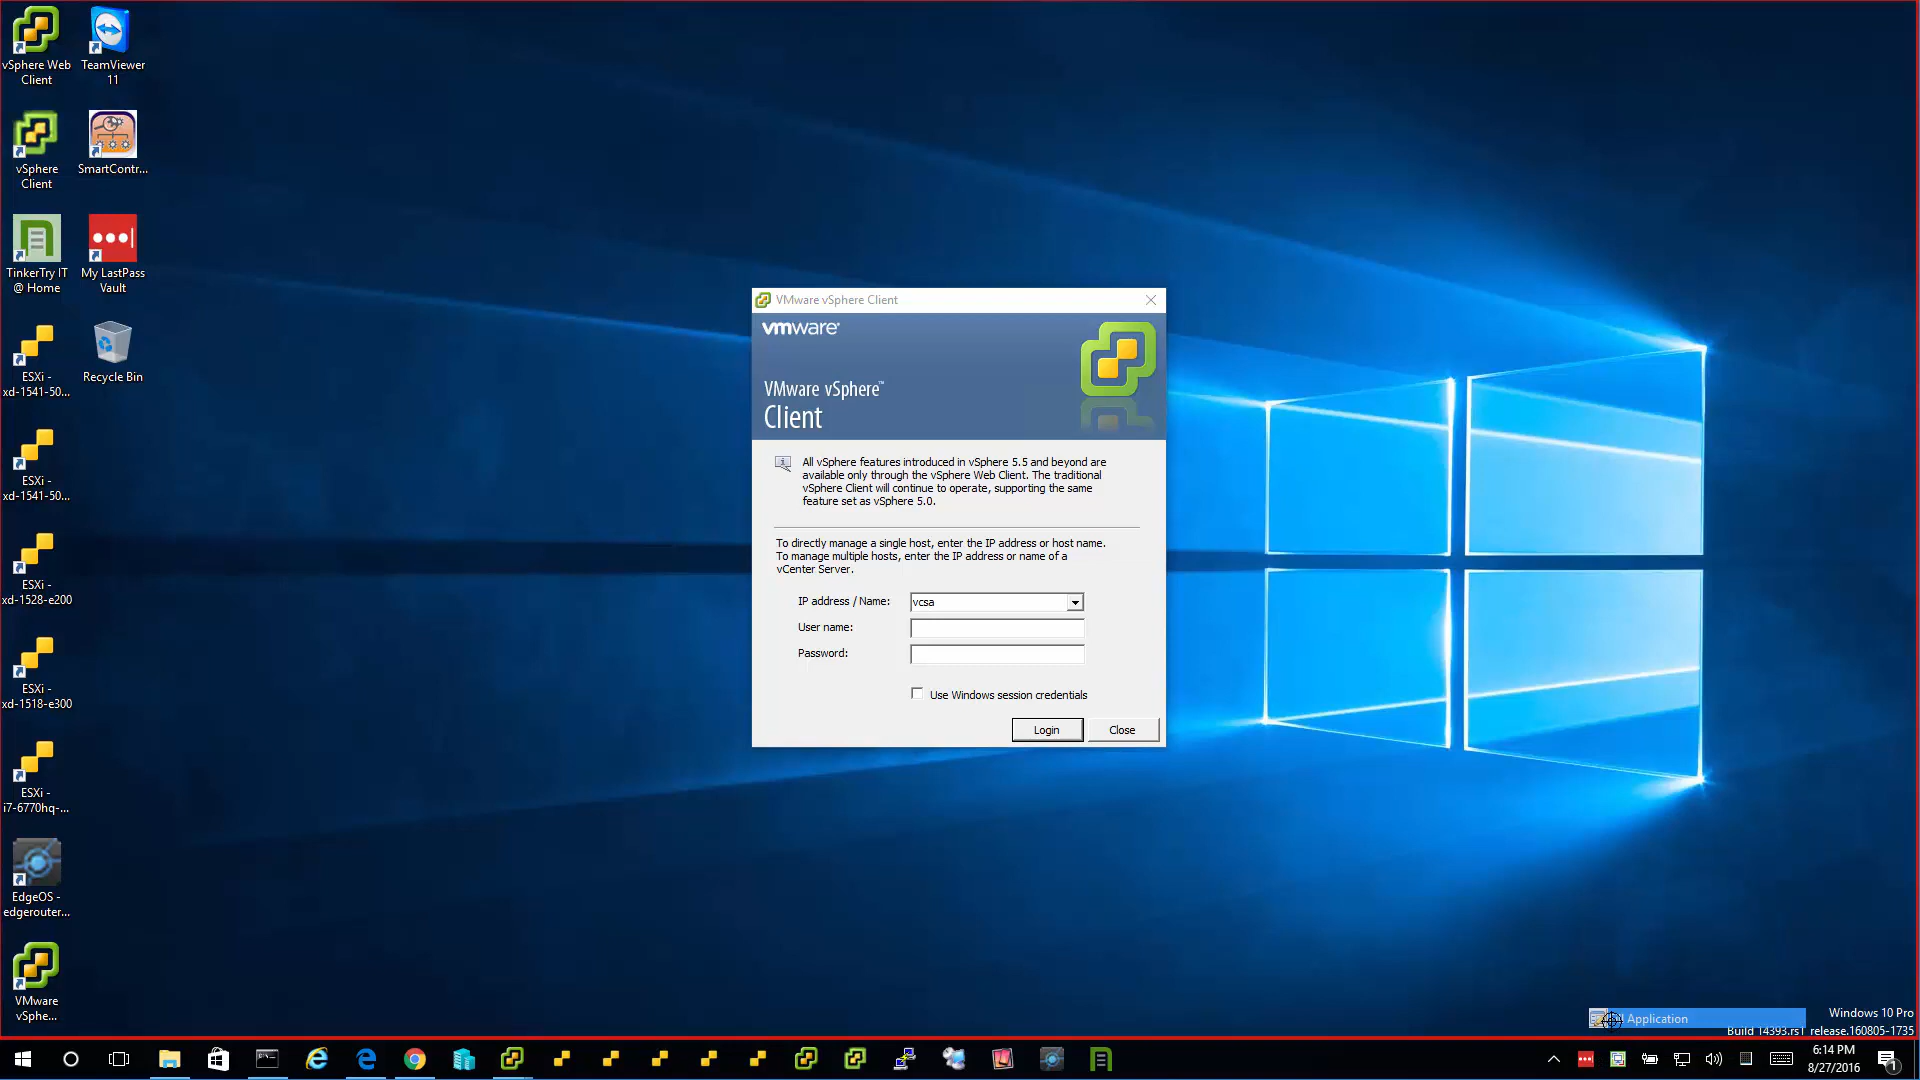 vSphere Web
Client
TeamViewer
11
vSphere
Client
SmartContr...
TinkerTry IT
@ Home
My LastPass
Vault
ESXi -
xd-1541-50...
Recycle Bin
ESXi -
xd-1541-50...
ESXi -
xd-1528-e200
ESXi -
xd-1518-e300
ESXi -
i7-6770hq-...
EdgeOS -
edgerouter...
VMware
vSphe...
VMware vSphere Client
vmware®
VMware vSphere™
Client
All vSphere features introduced in vSphere 5.5 and beyond are
available only through the vSphere Web Client. The traditional
vSphere Client will continue to operate, supporting the same
feature set as vSphere 5.0.
To directly manage a single host, enter the IP address or host name.
To manage multiple hosts, enter the IP address or name of a
vCenter Server.
IP address / Name:
vcsa
User name:
Password:
Use Windows session credentials
Login
Close
Application
Windows 10 Pro
Build 14393.rs1_release.160805-1735
6:14 PM
8/27/2016
1